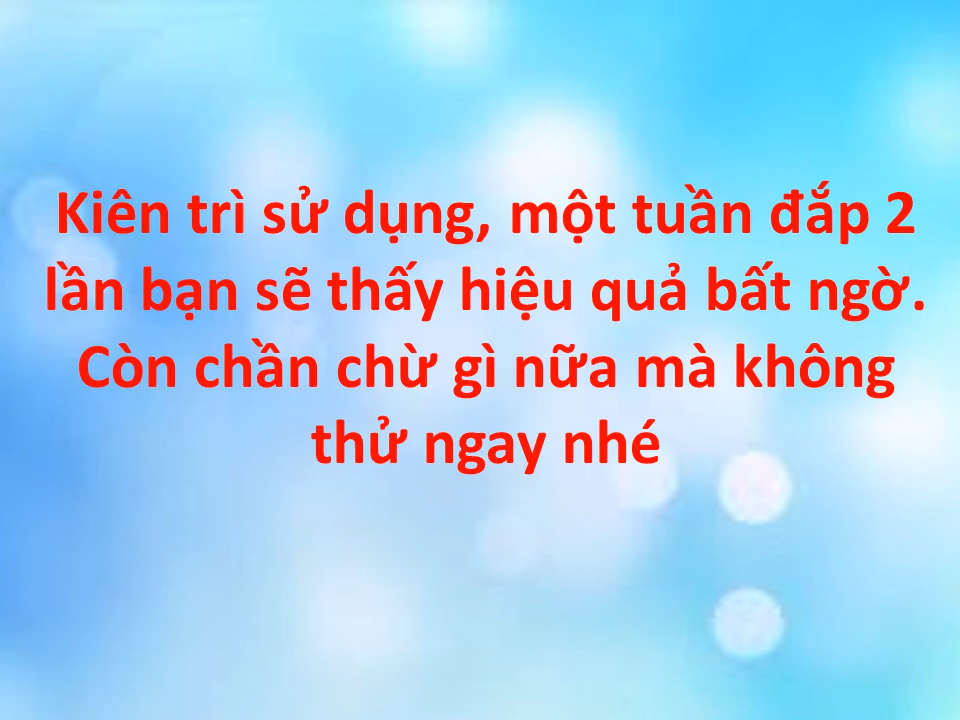 Kiên trì sử dụng, một tuần đắp 2
lần bạn sẽ thấy hiệu quả bất ngờ.
Còn chần chừ gì nữa mà không
thử ngay nhé